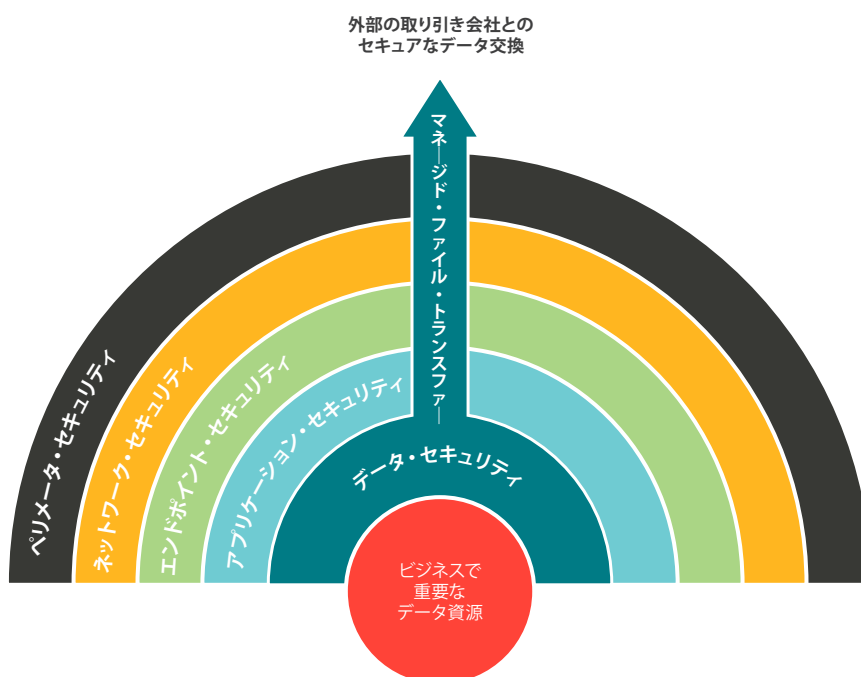 外部の取り引き会社との
セキュアなデータ交換
マネージド・ファイル・トランスファー
ペリメータ・セキュリティ
ネットワーク・セキュリティ
エンドポイント・セキュリティ
アプリケーション・セキュリティ
データ・セキュリティ
ビジネスで
重要な
データ資源